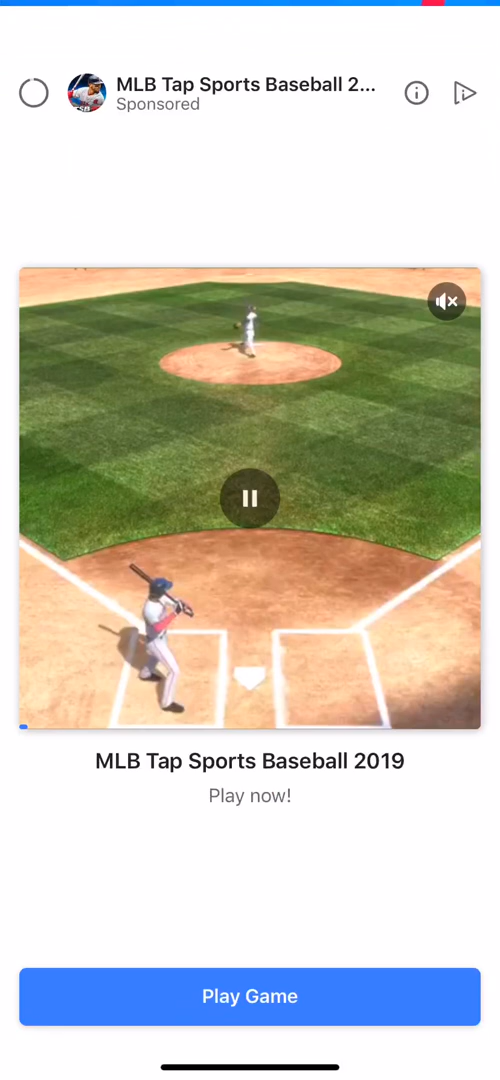 MLB Tap Sports Baseball 2...
Sponsored
MLB Tap Sports Baseball 2019
Play now!
Play Game